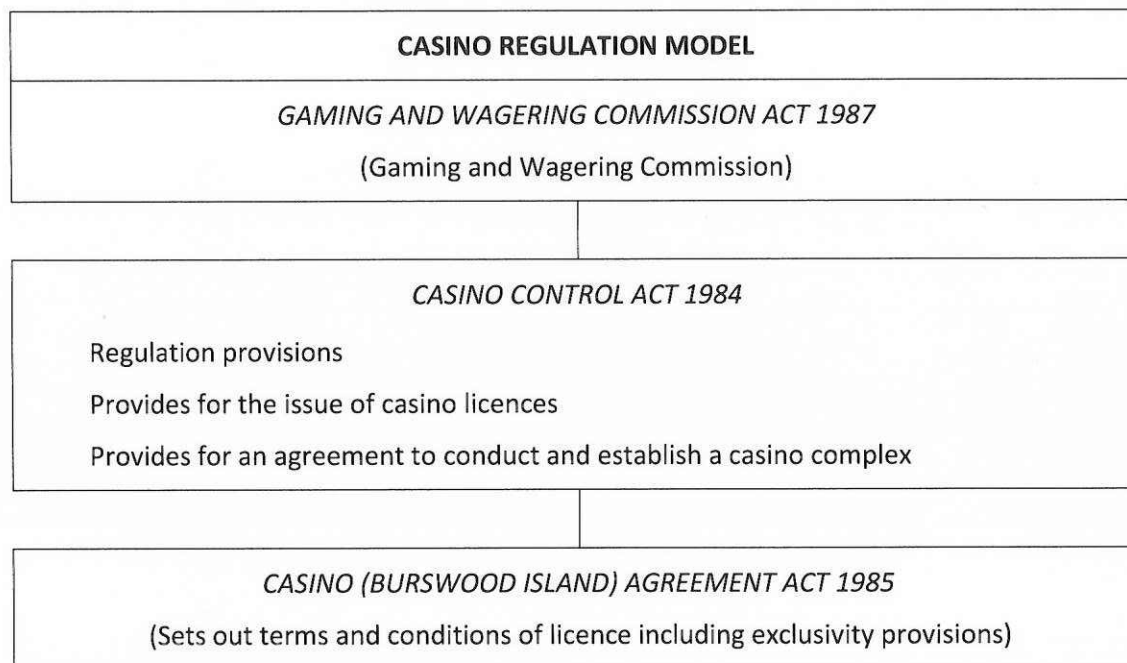 CASINO REGULATION MODEL
GAMING AND WAGERING COMMISSION ACT 1987
(Gaming and Wagering Commission)
CASINO CONTROL ACT 1984
Regulation provisions
Provides for the issue of casino licences
Provides for an agreement to conduct and establish a casino complex
CASINO (BURSWOOD ISLAND) AGREEMENT ACT 1985
(Sets out terms and conditions of licence including exclusivity provisions)